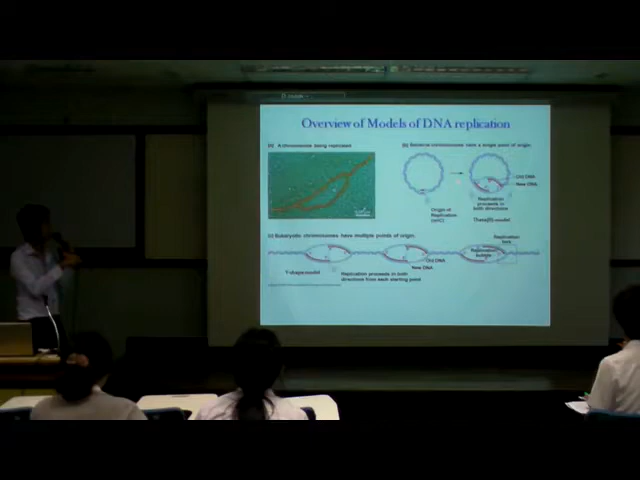 Overview of Models of DNA replication
(a) A chromosome being replicated
(b) Bacterial chromosomes have a single point of origin.
Old DNA
New DNA
Replication
proceeds in
both directions
Origin of
Replication
(oriC)
Theta(θ)-model
(c) Eukaryotic chromosomes have multiple points of origin.
Replication
fork
Replication
bubble
Old DNA
New DNA
Y-shape model
Replication proceeds in both
directions from each starting point